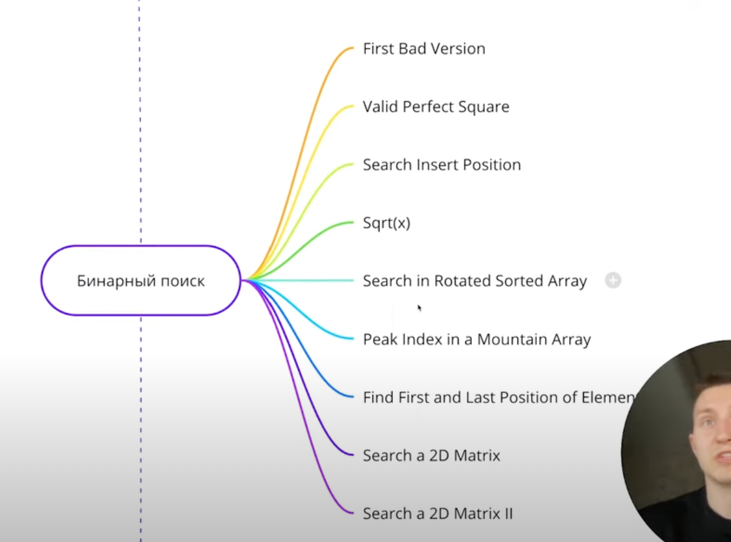 First Bad Version
Valid Perfect Square
Search Insert Position
Sqrt(x)
Бинарный поиск
Search in Rotated Sorted Array
Peak Index in a Mountain Array
Find First and Last Position of Elemen
Search a 2D Matrix
Search a 2D Matrix II